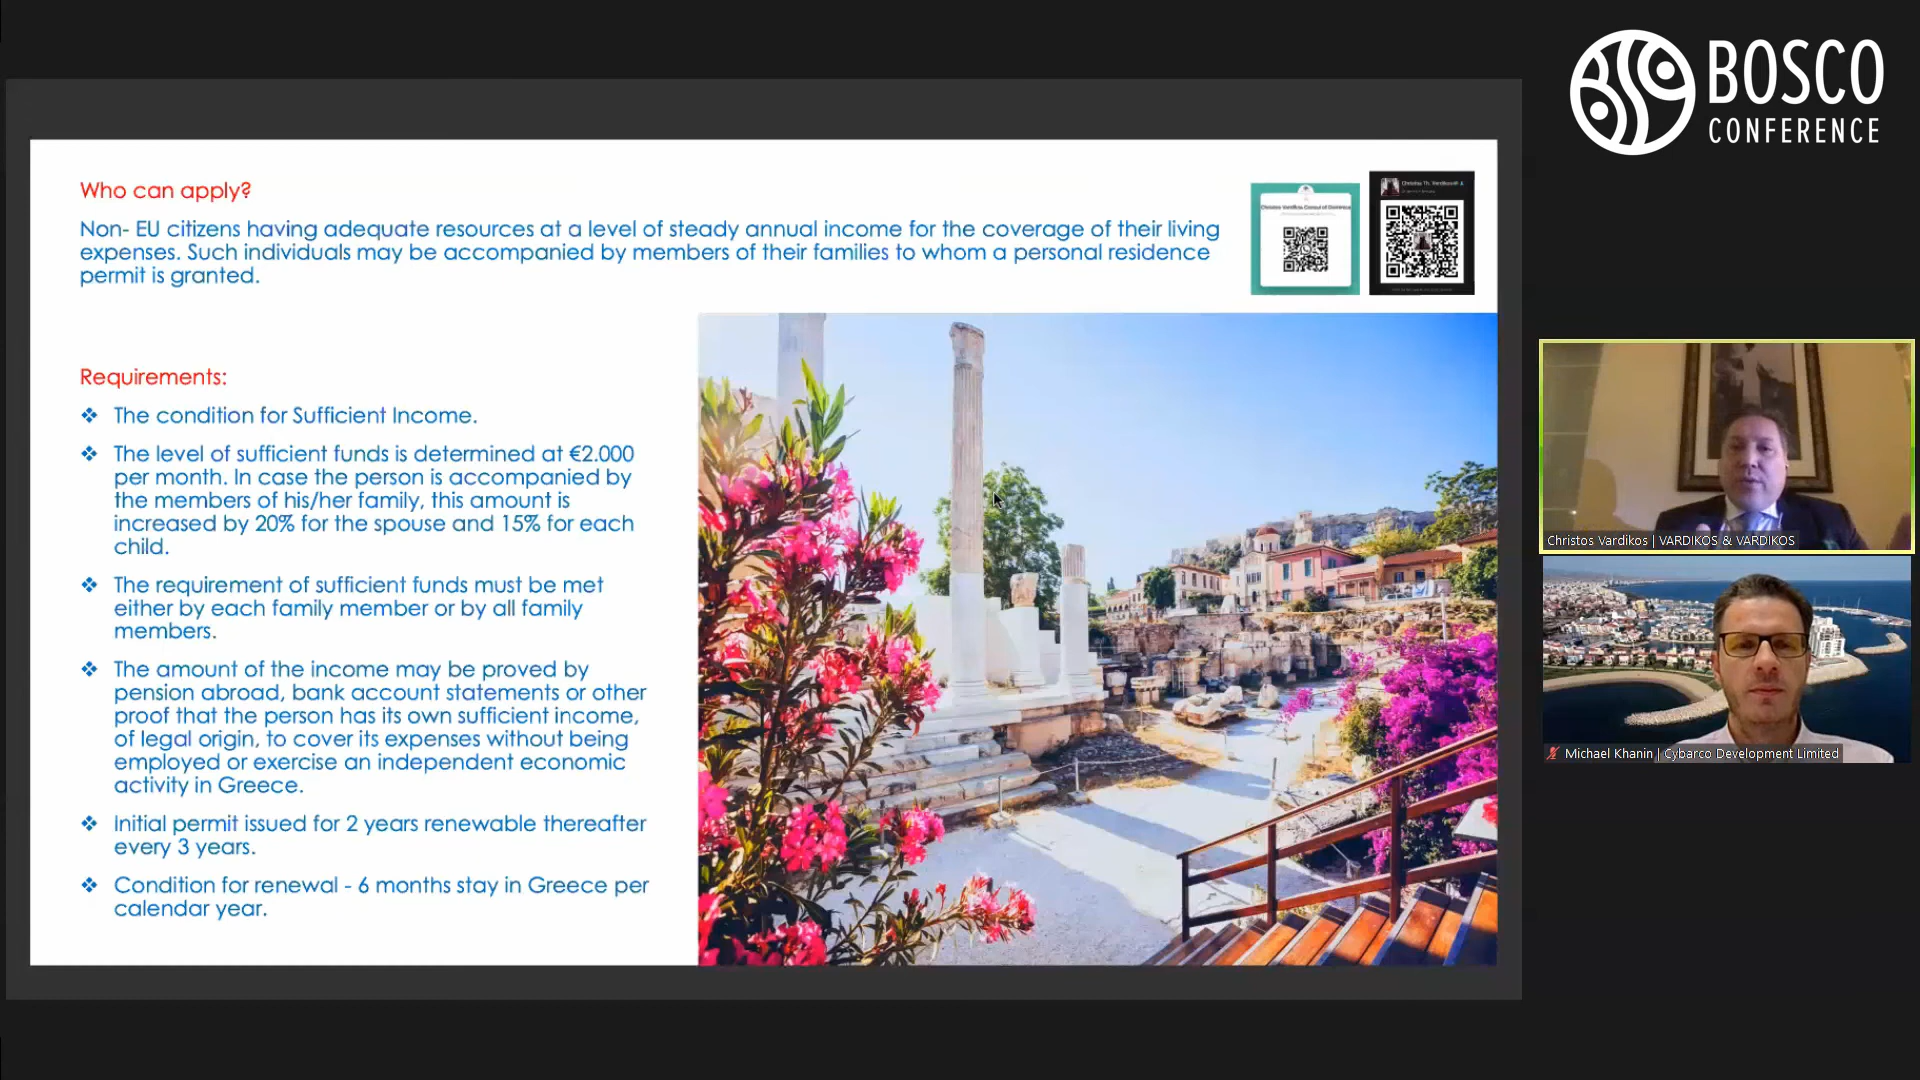 BOSCO
CONFERENCE
Who can apply?
Non- EU citizens having adequate resources at a level of steady annual income for the coverage of their living
expenses. Such individuals may be accompanied by members of their families to whom a personal residence
permit is granted.
Christos Vardikos Consul of Dominica
Christos Th. Vardikos
Requirements:
❖ The condition for Sufficient Income.
❖ The level of sufficient funds is determined at €2.000
per month. In case the person is accompanied by
the members of his/her family, this amount is
increased by 20% for the spouse and 15% for each
child.
❖ The requirement of sufficient funds must be met
either by each family member or by all family
members.
❖ The amount of the income may be proved by
pension abroad, bank account statements or other
proof that the person has its own sufficient income,
of legal origin, to cover its expenses without being
employed or exercise an independent economic
activity in Greece.
❖ Initial permit issued for 2 years renewable thereafter
every 3 years.
❖ Condition for renewal - 6 months stay in Greece per
calendar year.
Christos Vardikos | VARDIKOS & VARDIKOS
Michael Khanin | Cybarco Development Limited